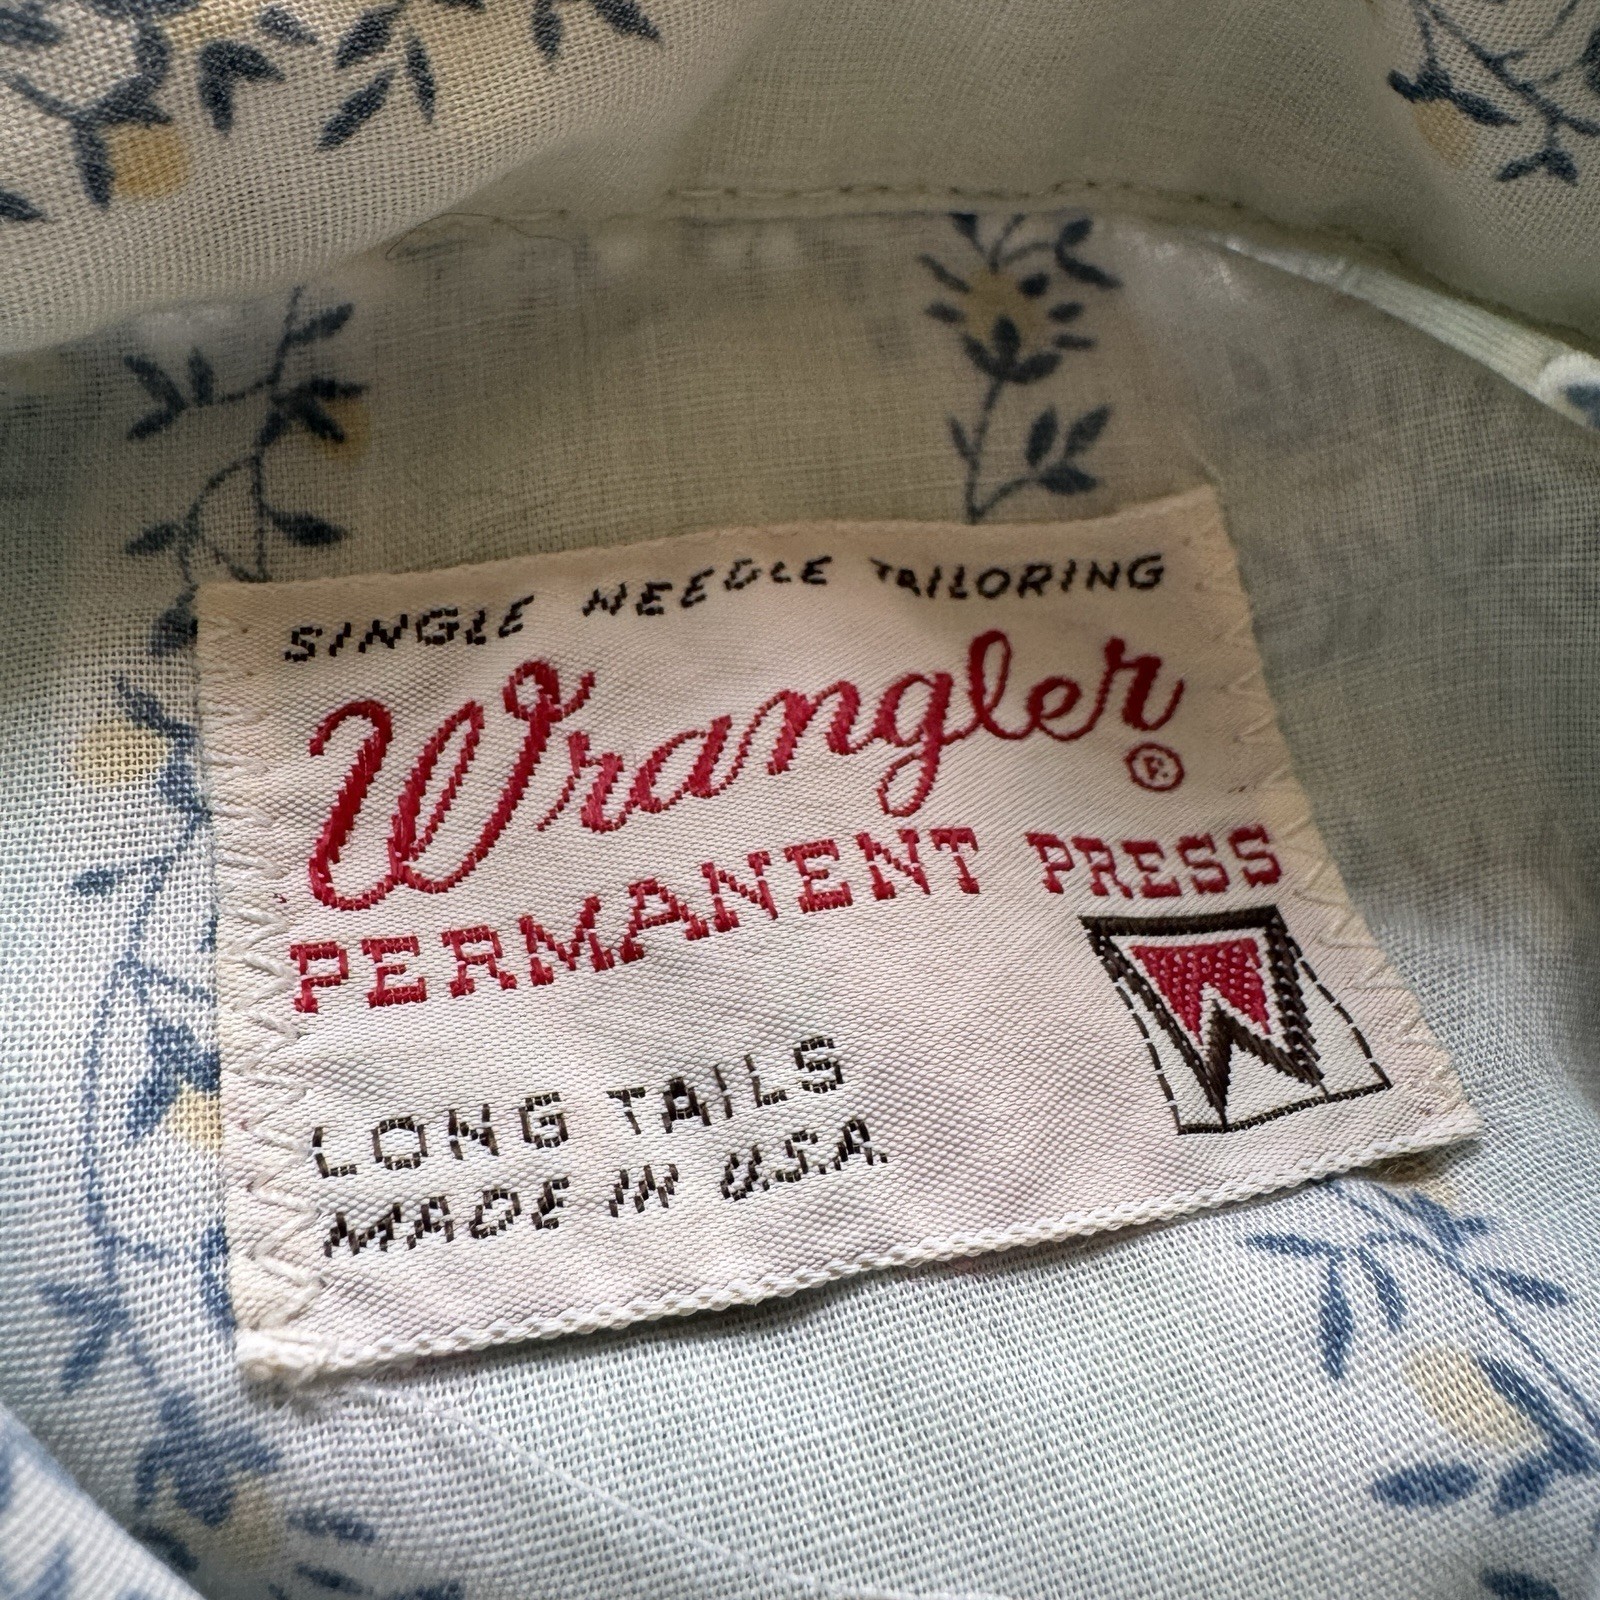 SINGLE NEEDLE TAILORING
Wrangler ®
PERMANENT PRESS
W
LONG TAILS
MADE IN U.S.A.